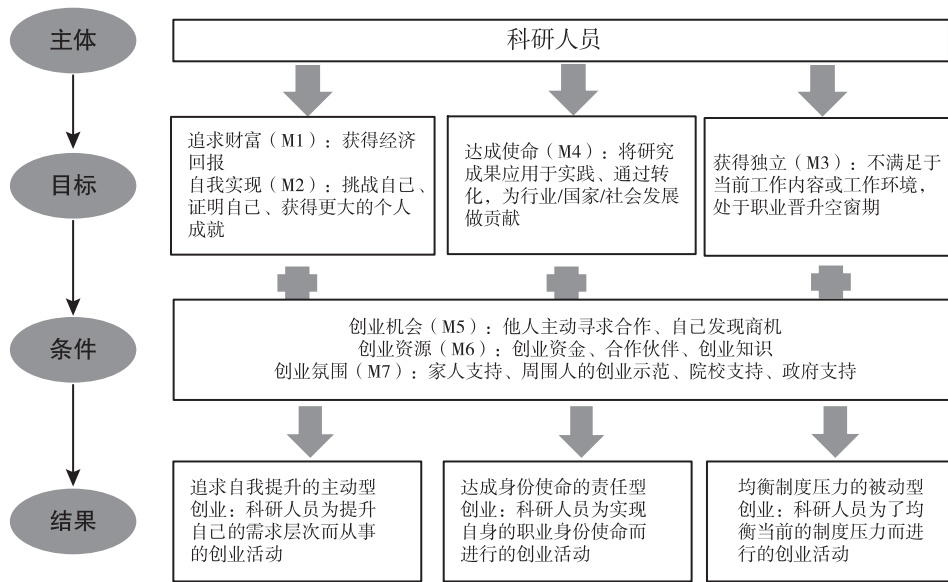 主体
科研人员
追求财富（M1）：获得经济
回报
自我实现（M2）：挑战自己、
证明自己、获得更大的个人
成就
达成使命（M4）：将研究
成果应用于实践、通过转
化，为行业/国家/社会发展
做贡献
获得独立（M3）：不满足于
当前工作内容或工作环境，
处于职业晋升空窗期
目标
条件
创业机会（M5）：他人主动寻求合作、自己发现商机
创业资源（M6）：创业资金、合作伙伴、创业知识
创业氛围（M7）：家人支持、周围人的创业示范、院校支持、政府支持
结果
追求自我提升的主动型
创业：科研人员为提升
自己的需求层次而从事
的创业活动
达成身份使命的责任型
创业：科研人员为实现
自身的职业身份使命而
进行的创业活动
均衡制度压力的被动型
创业：科研人员为了均
衡当前的制度压力而进
行的创业活动